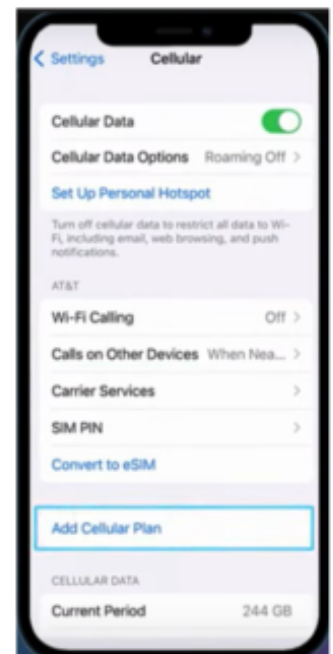 Settings
Cellular
Cellular Data
Cellular Data Options Roaming Off
Set Up Personal Hotspot
Turn off cellular data to restrict all data to Wi-
Fi, including email, web browsing, and push
notifications.
AT&T
Wi-Fi Calling Off
Calls on Other Devices When Nea...
Carrier Services
SIM PIN
Convert to eSIM
Add Cellular Plan
CELLULAR DATA
Current Period 244 GB